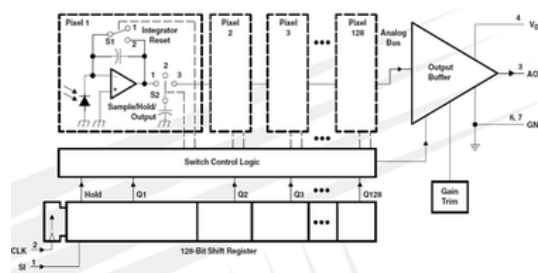 Pixel 1
S1
1
2
Integrator
Reset
-
+
1
2
3
S2
Sample/Hold/
Output
Pixel
2
Pixel
3
Pixel
128
Analog
Bus
Output
Buffer
4
3
AO
6, 7
Switch Control Logic
Gain
Trim
Hold
Q1
Q2
Q3
Q128
CLK
2
SI
1
128-Bit Shift Register